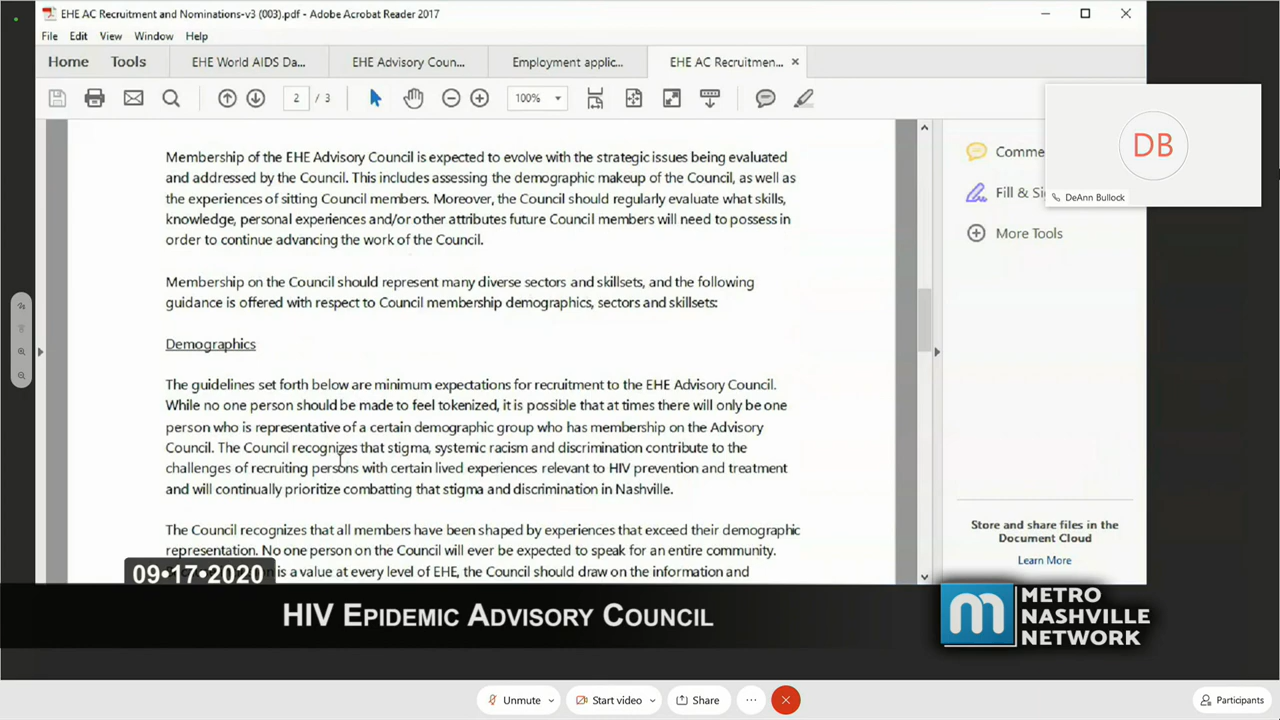 EHE AC Recruitment and Nominations-v3 (003).pdf - Adobe Acrobat Reader 2017
File Edit View Window Help
Home Tools EHE World AIDS Da... EHE Advisory Coun... Employment applic... EHE AC Recruitmen...
2 / 3 100%
Membership of the EHE Advisory Council is expected to evolve with the strategic issues being evaluated
and addressed by the Council. This includes assessing the demographic makeup of the Council, as well as
the experiences of sitting Council members. Moreover, the Council should regularly evaluate what skills,
knowledge, personal experiences and/or other attributes future Council members will need to possess in
order to continue advancing the work of the Council.
Membership on the Council should represent many diverse sectors and skillsets, and the following
guidance is offered with respect to Council membership demographics, sectors and skillsets:
Demographics
The guidelines set forth below are minimum expectations for recruitment to the EHE Advisory Council.
While no one person should be made to feel tokenized, it is possible that at times there will only be one
person who is representative of a certain demographic group who has membership on the Advisory
Council. The Council recognizes that stigma, systemic racism and discrimination contribute to the
challenges of recruiting persons with certain lived experiences relevant to HIV prevention and treatment
and will continually prioritize combatting that stigma and discrimination in Nashville.
The Council recognizes that all members have been shaped by experiences that exceed their demographic
representation. No one person on the Council will ever be expected to speak for an entire community.
is a value at every level of EHE, the Council should draw on the information and
Comme
Fill & Si
More Tools
DB
DeAnn Bullock
Store and share files in the
Document Cloud
Learn More
09•17•2020
HIV EPIDEMIC ADVISORY COUNCIL
m METRO
NASHVILLE
NETWORK
Unmute Start video Share ... Participants